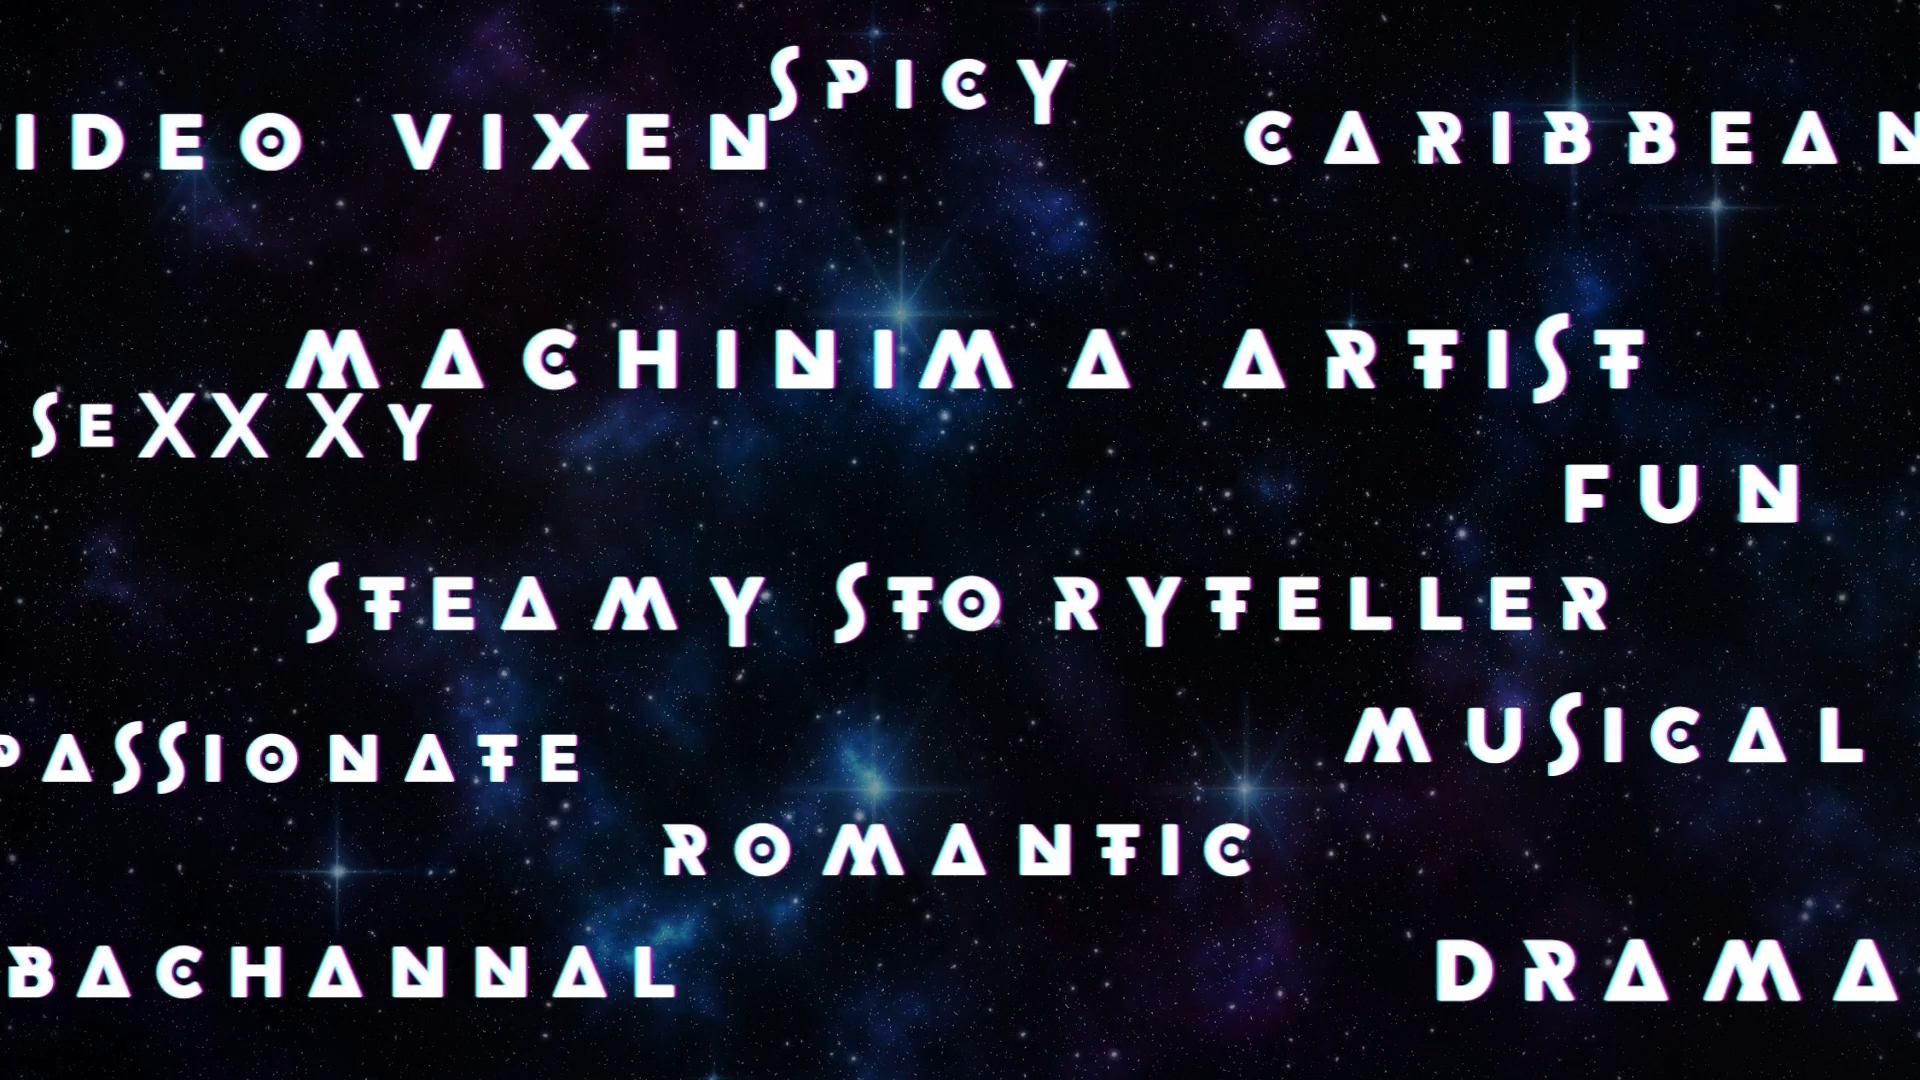 SPICY
IDEO VIXEN
CARIBBEAN
MACHINIMA ARTIST
SeXXXY
FUN
STEAMY STORYTELLER
MUSICAL
PASSIONATE
ROMANTIC
BACHANNAL
DRAMA